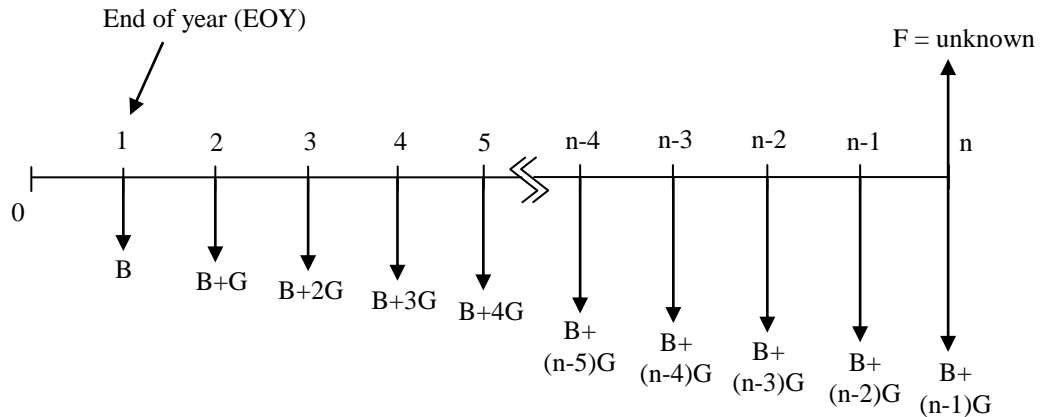 End of year (EOY)
F = unknown
1
2
3
4
5
n-4
n-3
n-2
n-1
n
0
B
B+G
B+2G
B+3G
B+4G
B+
(n-5)G
B+
(n-4)G
B+
(n-3)G
B+
(n-2)G
B+
(n-1)G